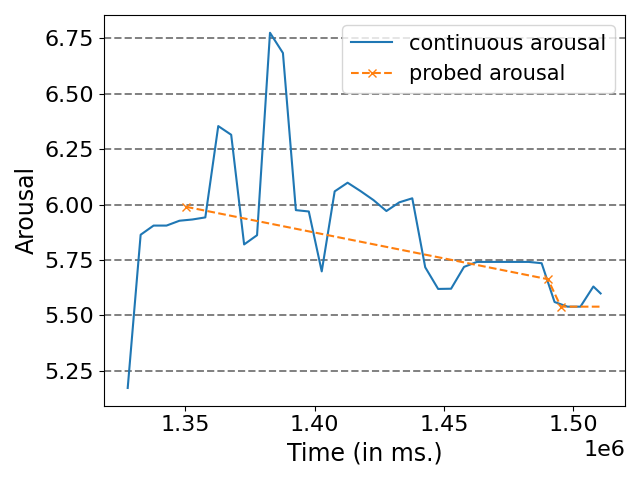 continuous arousal
probed arousal
6.75
6.50
6.25
6.00
5.75
5.50
5.25
Arousal
1.35
1.40
1.45
1.50
1e6
Time (in ms.)